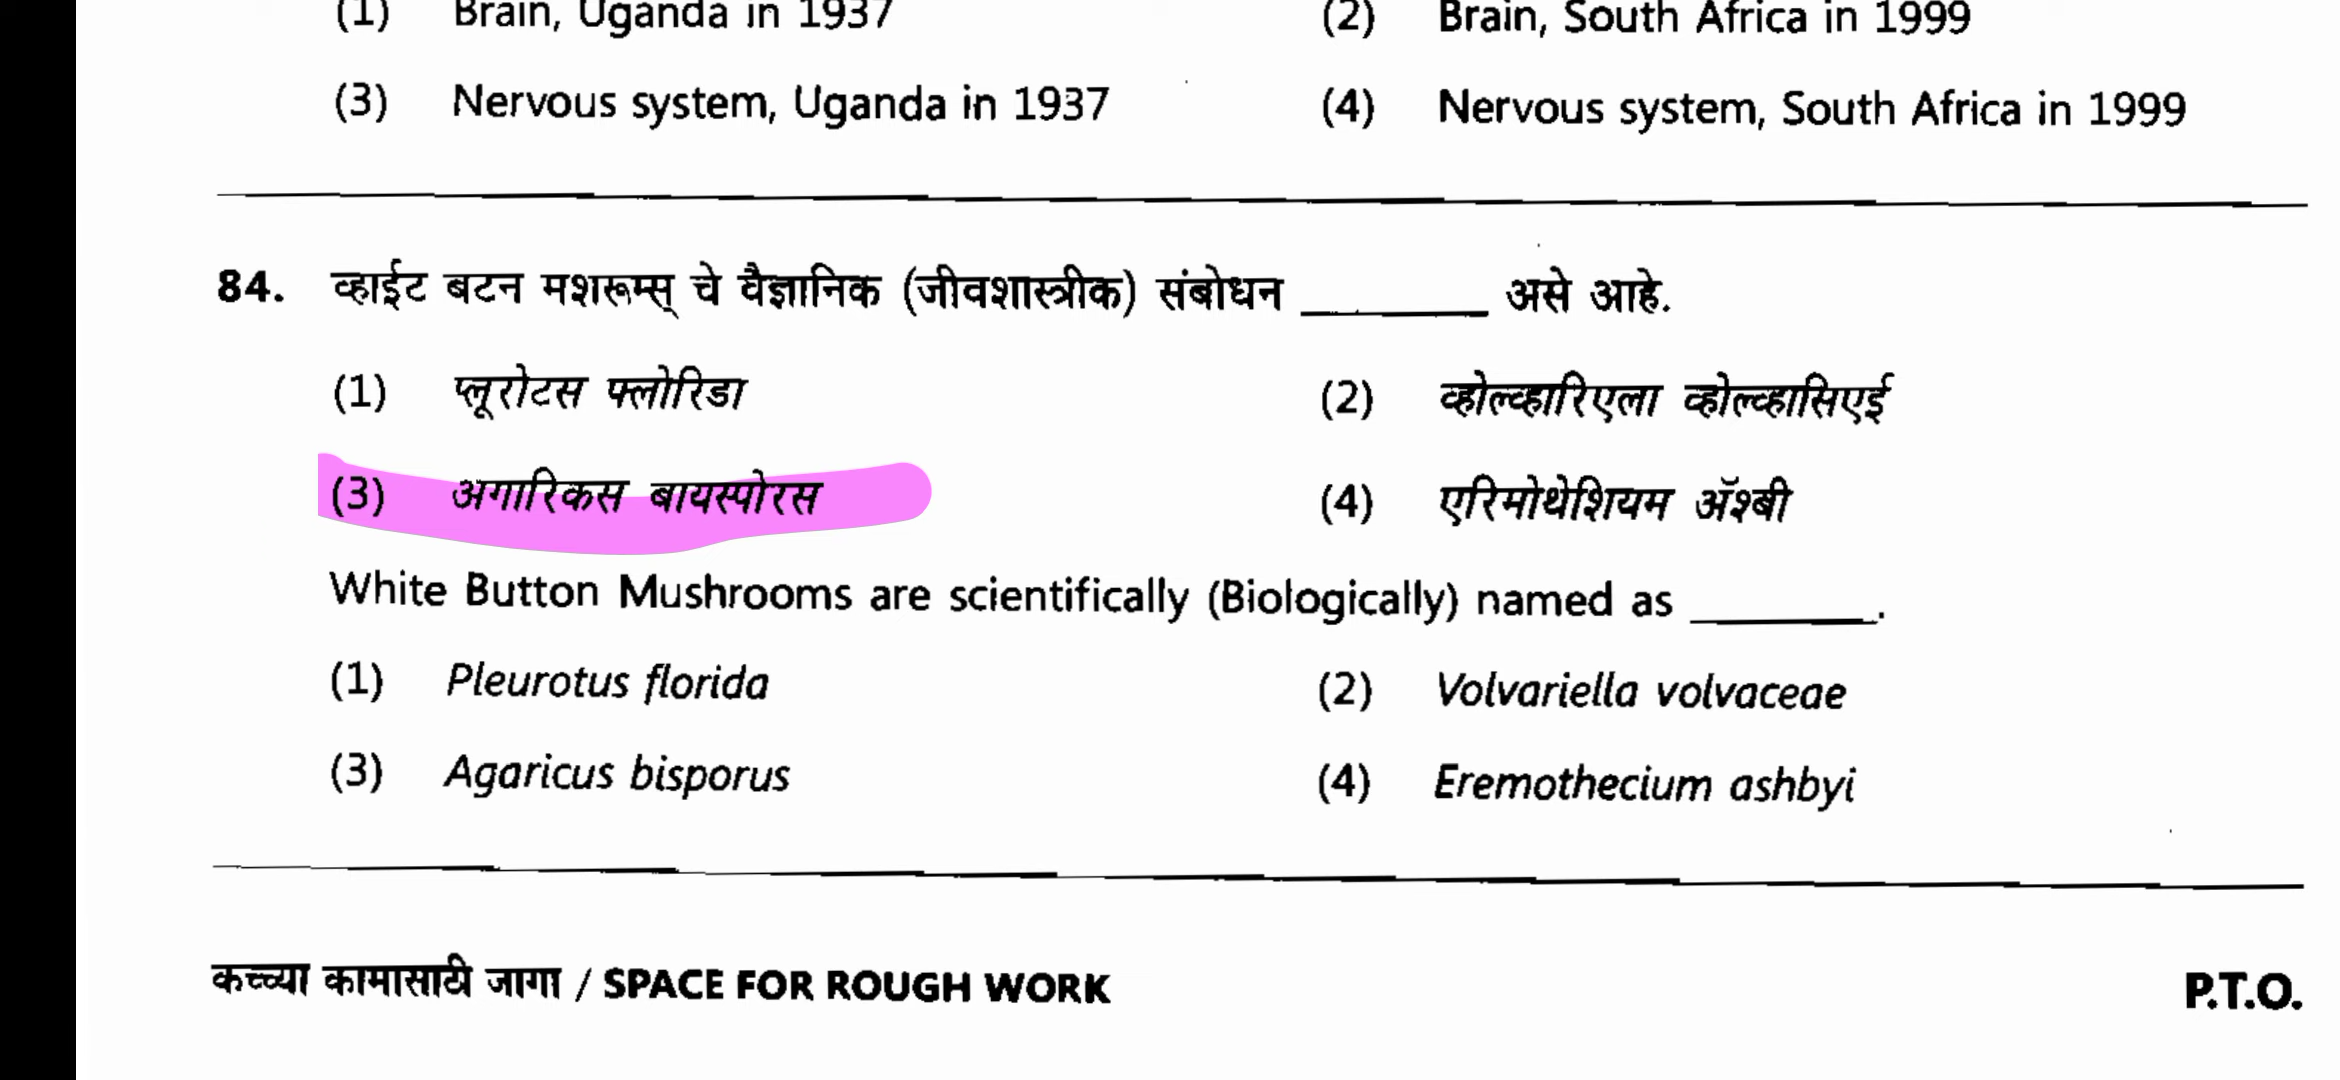 (1) Brain, Uganda in 1937 (2) Brain, South Africa in 1999
(3) Nervous system, Uganda in 1937 (4) Nervous system, South Africa in 1999
84. व्हाईट बटन मशरूम्स् चे वैज्ञानिक (जीवशास्त्रीक) संबोधन ________ असे आहे.
(1) प्लूरोटस फ्लोरिडा (2) व्होल्व्हारिएला व्होल्व्हासिएई
(3) अगारिकस बायस्पोरस (4) एरिमोथेशियम ॲश्बी
White Button Mushrooms are scientifically (Biologically) named as ________.
(1) Pleurotus florida (2) Volvariella volvaceae
(3) Agaricus bisporus (4) Eremothecium ashbyi
कच्च्या कामासाठी जागा / SPACE FOR ROUGH WORK P.T.O.